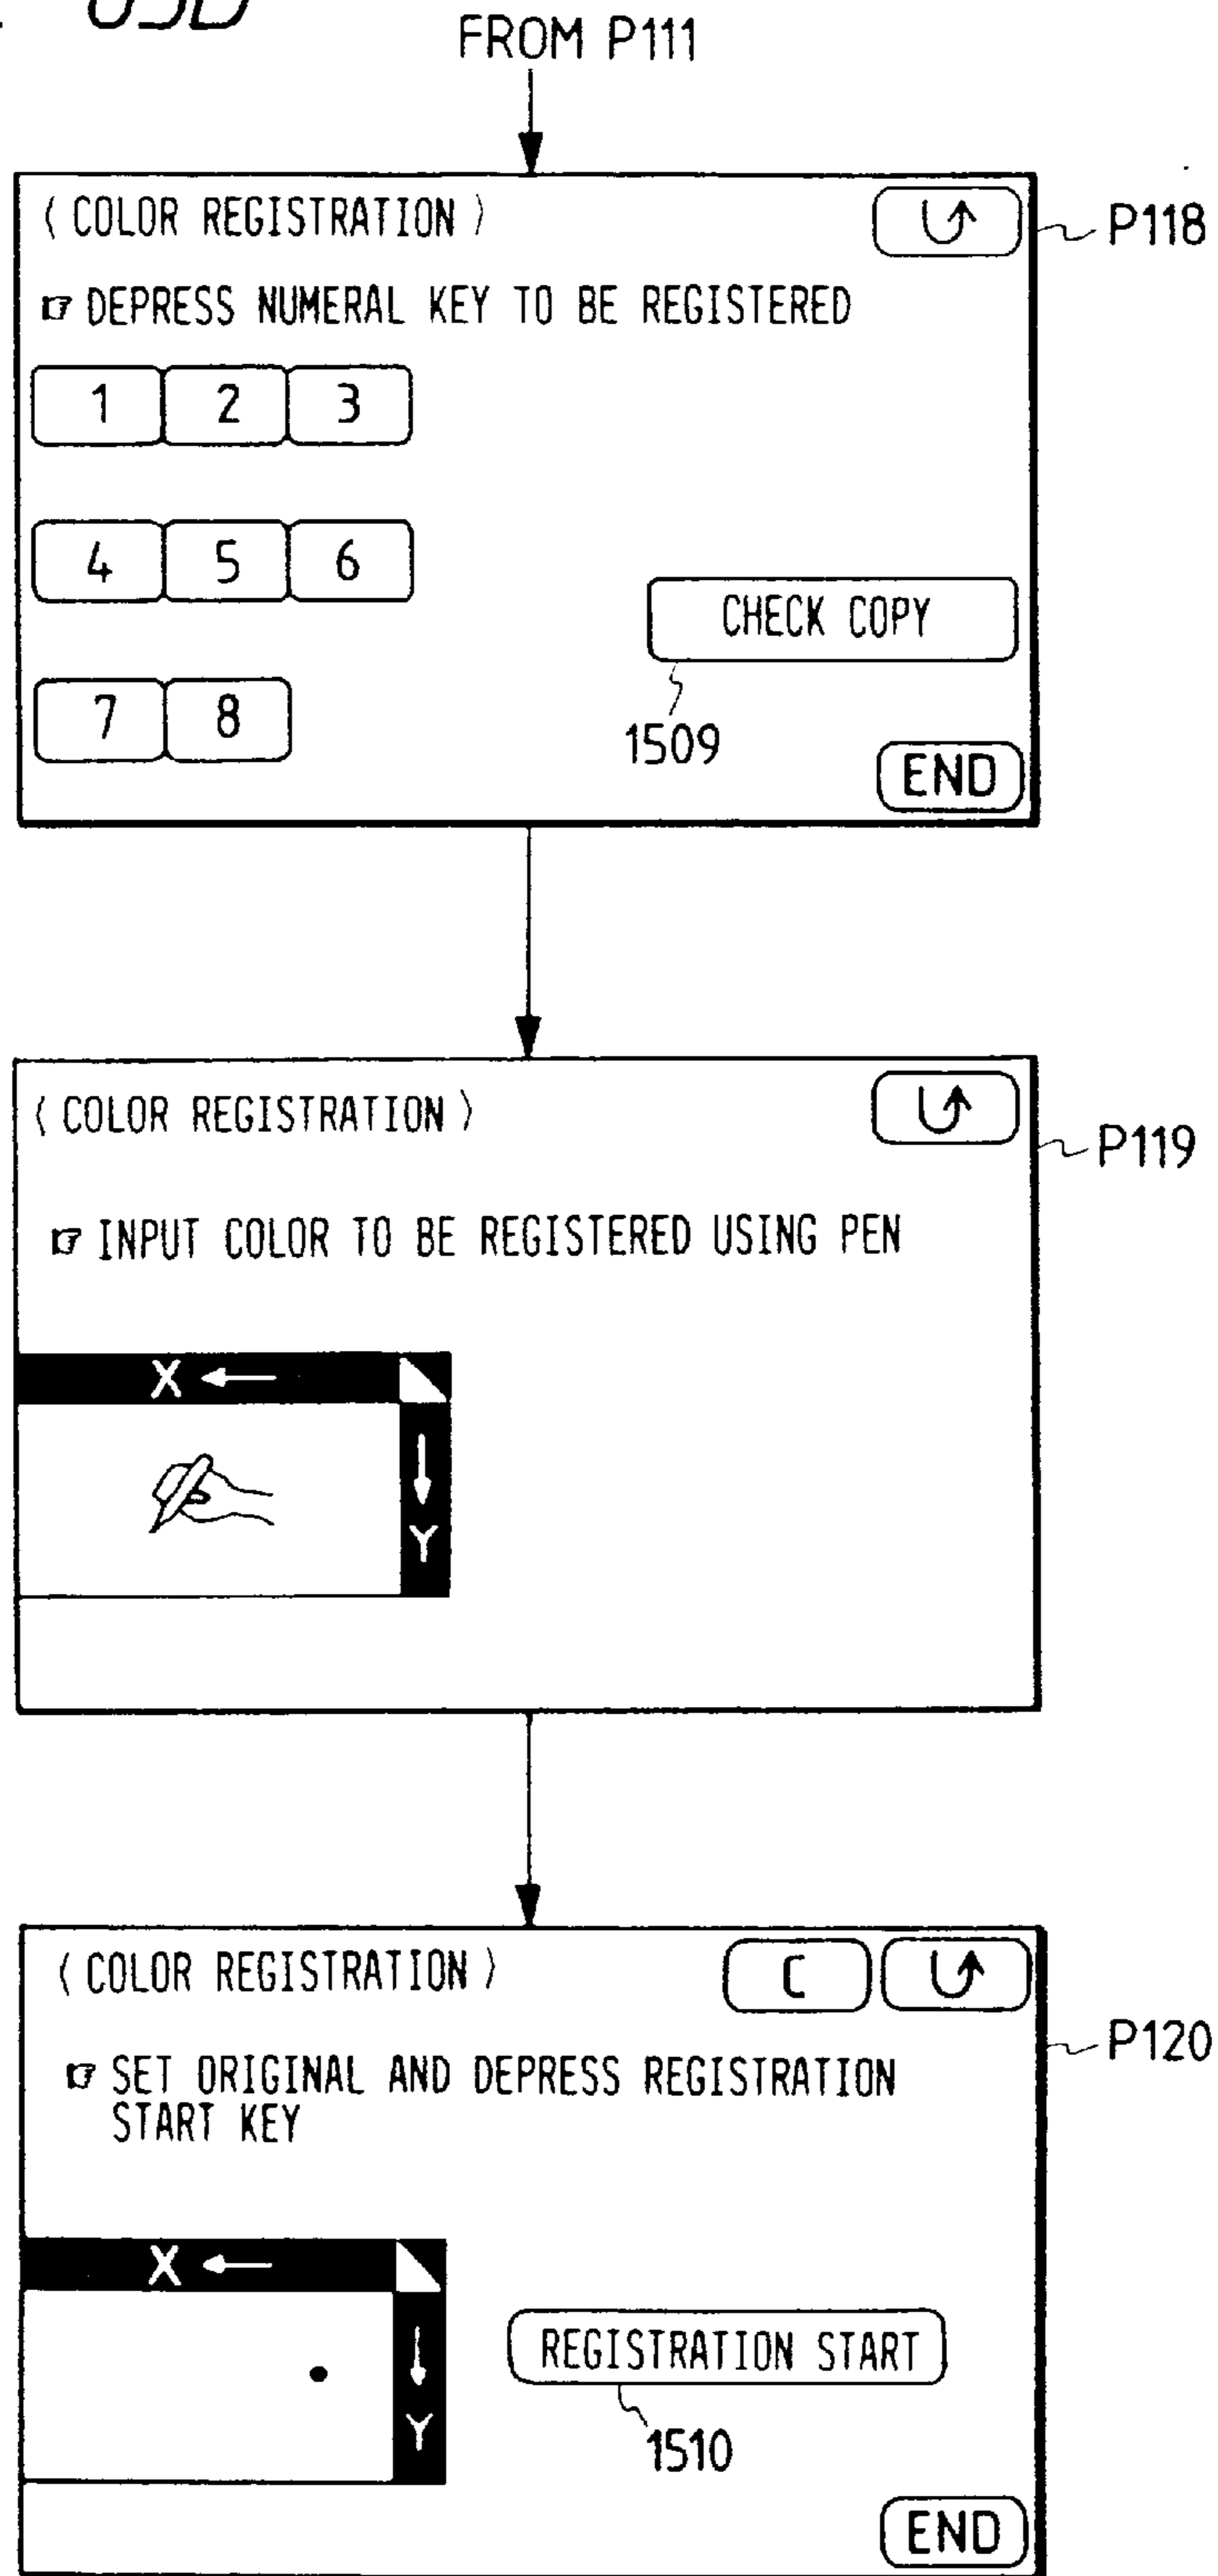 FROM P111
⟨ COLOR REGISTRATION ⟩
P118
☞ DEPRESS NUMERAL KEY TO BE REGISTERED
1 2 3
4 5 6
CHECK COPY
7 8
1509
END
⟨ COLOR REGISTRATION ⟩
P119
☞ INPUT COLOR TO BE REGISTERED USING PEN
X ←
↓
Y
⟨ COLOR REGISTRATION ⟩
C
P120
☞ SET ORIGINAL AND DEPRESS REGISTRATION
START KEY
X ←
↓
REGISTRATION START
Y
1510
END